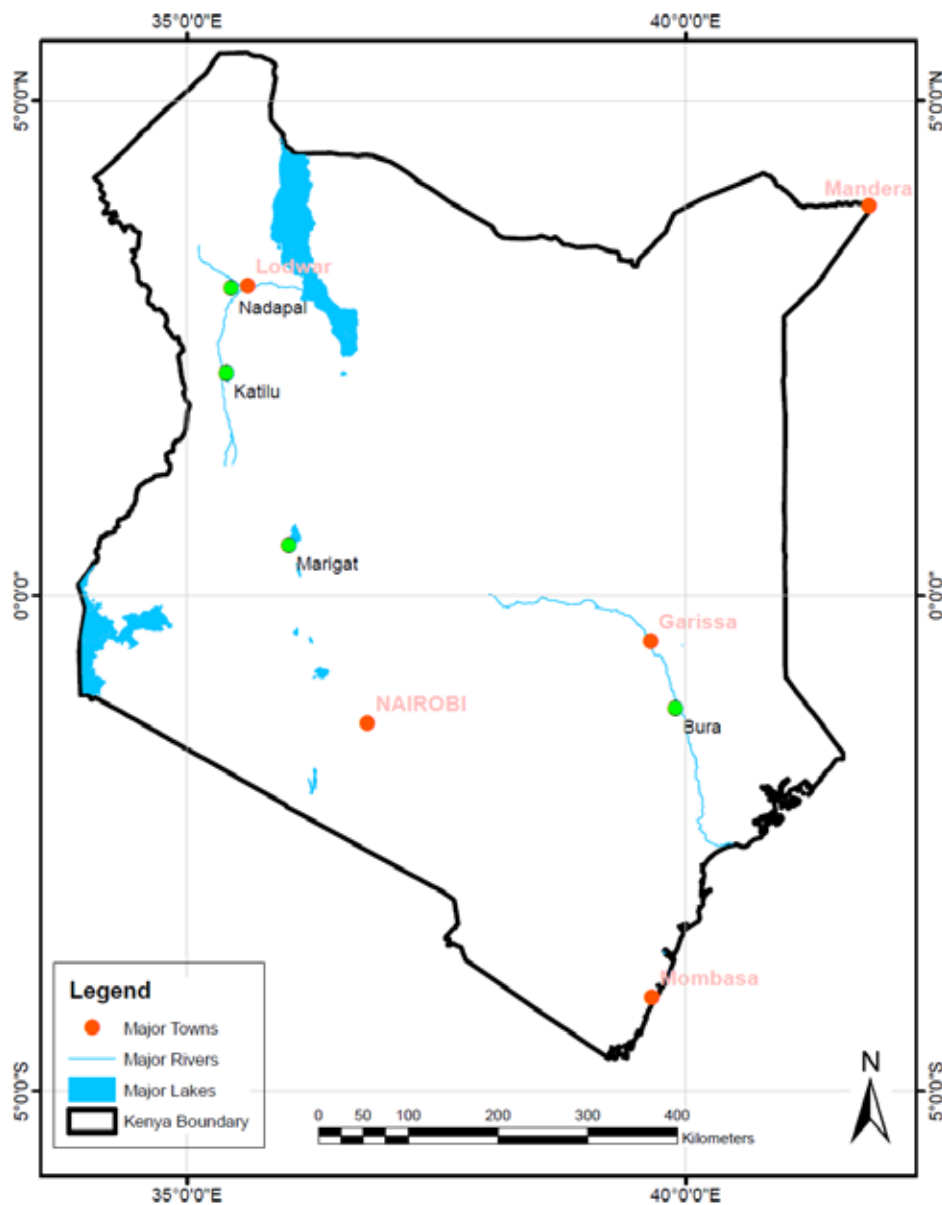 35°0'0"E 40°0'0"E
5°0'0"N 5°0'0"N
Mandera
Lodwar
Nadapal
Katilu
Marigat
0°0'0" 0°0'0"
Garissa
NAIROBI
Bura
Mombasa
Legend
Major Towns
Major Rivers
Major Lakes
Kenya Boundary
N
0 50 100 200 300 400
Kilometers
5°0'0"S 5°0'0"S
35°0'0"E 40°0'0"E